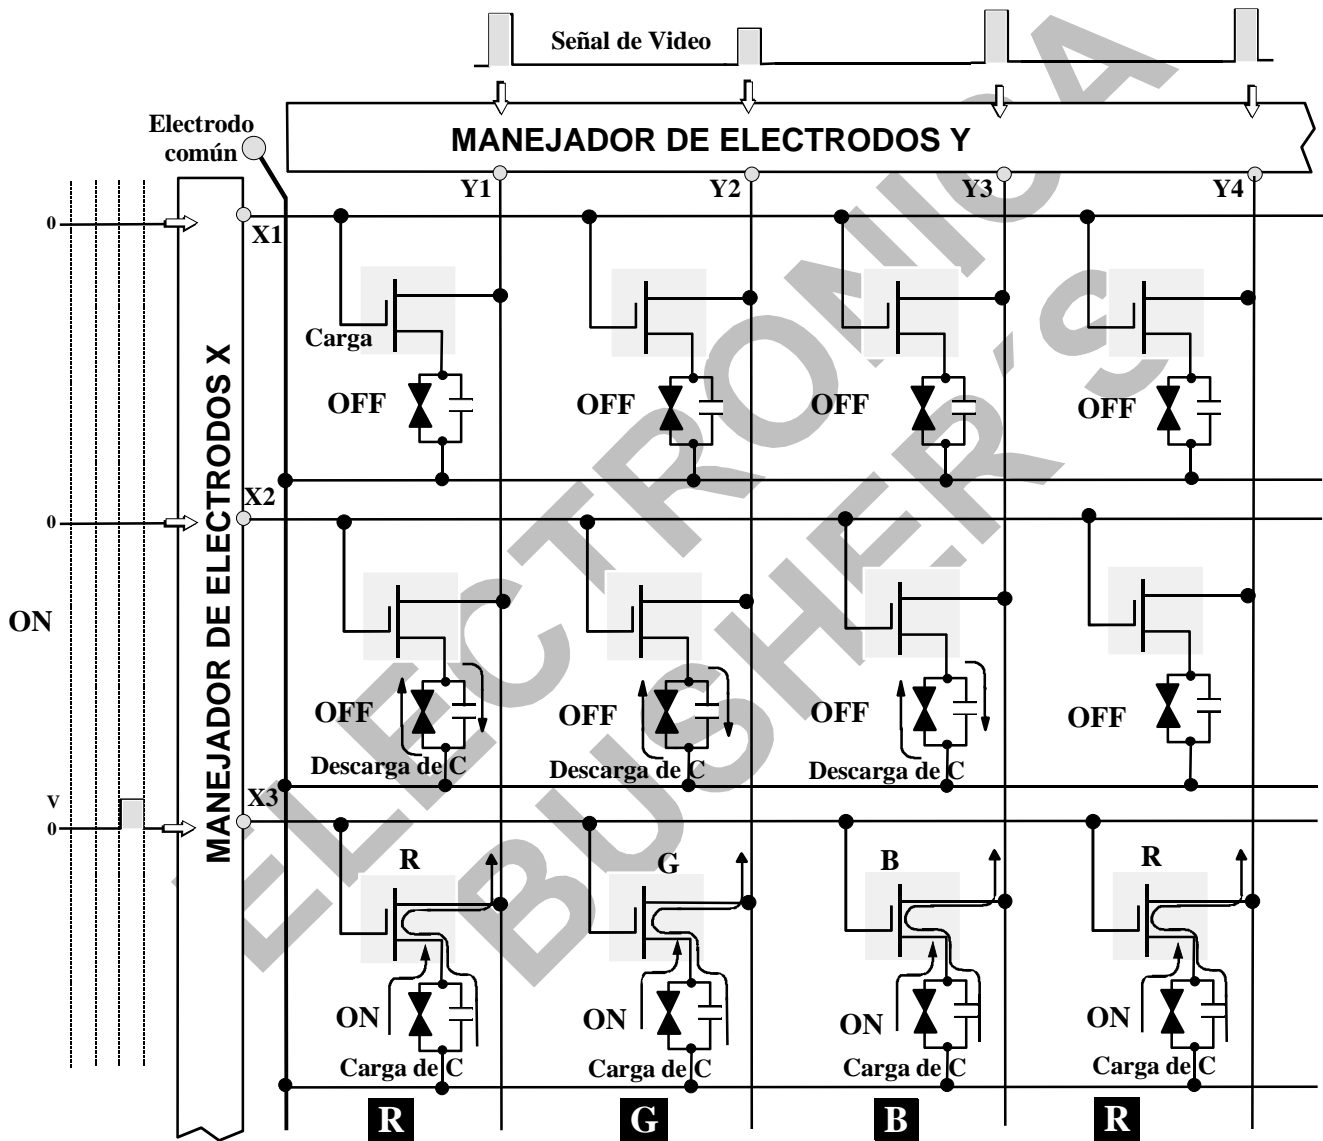 Señal de Video
Electrodo
común
MANEJADOR DE ELECTRODOS Y
Y1 Y2 Y3 Y4
0
X1
Carga
OFF OFF OFF OFF
MANEJADOR DE ELECTRODOS X
X2
0
ON
OFF OFF OFF OFF
Descarga de C Descarga de C Descarga de C
V
0
X3
R G B R
ON ON ON ON
Carga de C Carga de C Carga de C Carga de C
R G B R
ELECTRONICA
BUSHER´S